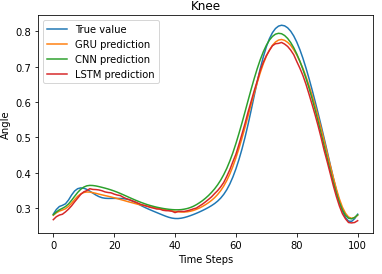 Knee
True value
GRU prediction
CNN prediction
LSTM prediction
Angle
0.8
0.7
0.6
0.5
0.4
0.3
0 20 40 60 80 100
Time Steps